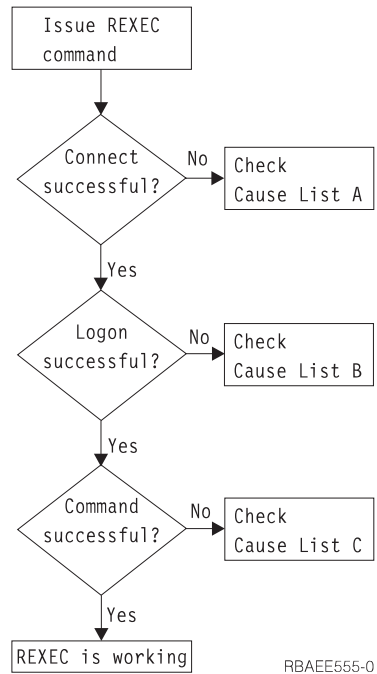 Issue REXEC
command
Connect
successful?
No
Check
Cause List A
Yes
Logon
successful?
No
Check
Cause List B
Yes
Command
successful?
No
Check
Cause List C
Yes
REXEC is working
RBAEE555-0